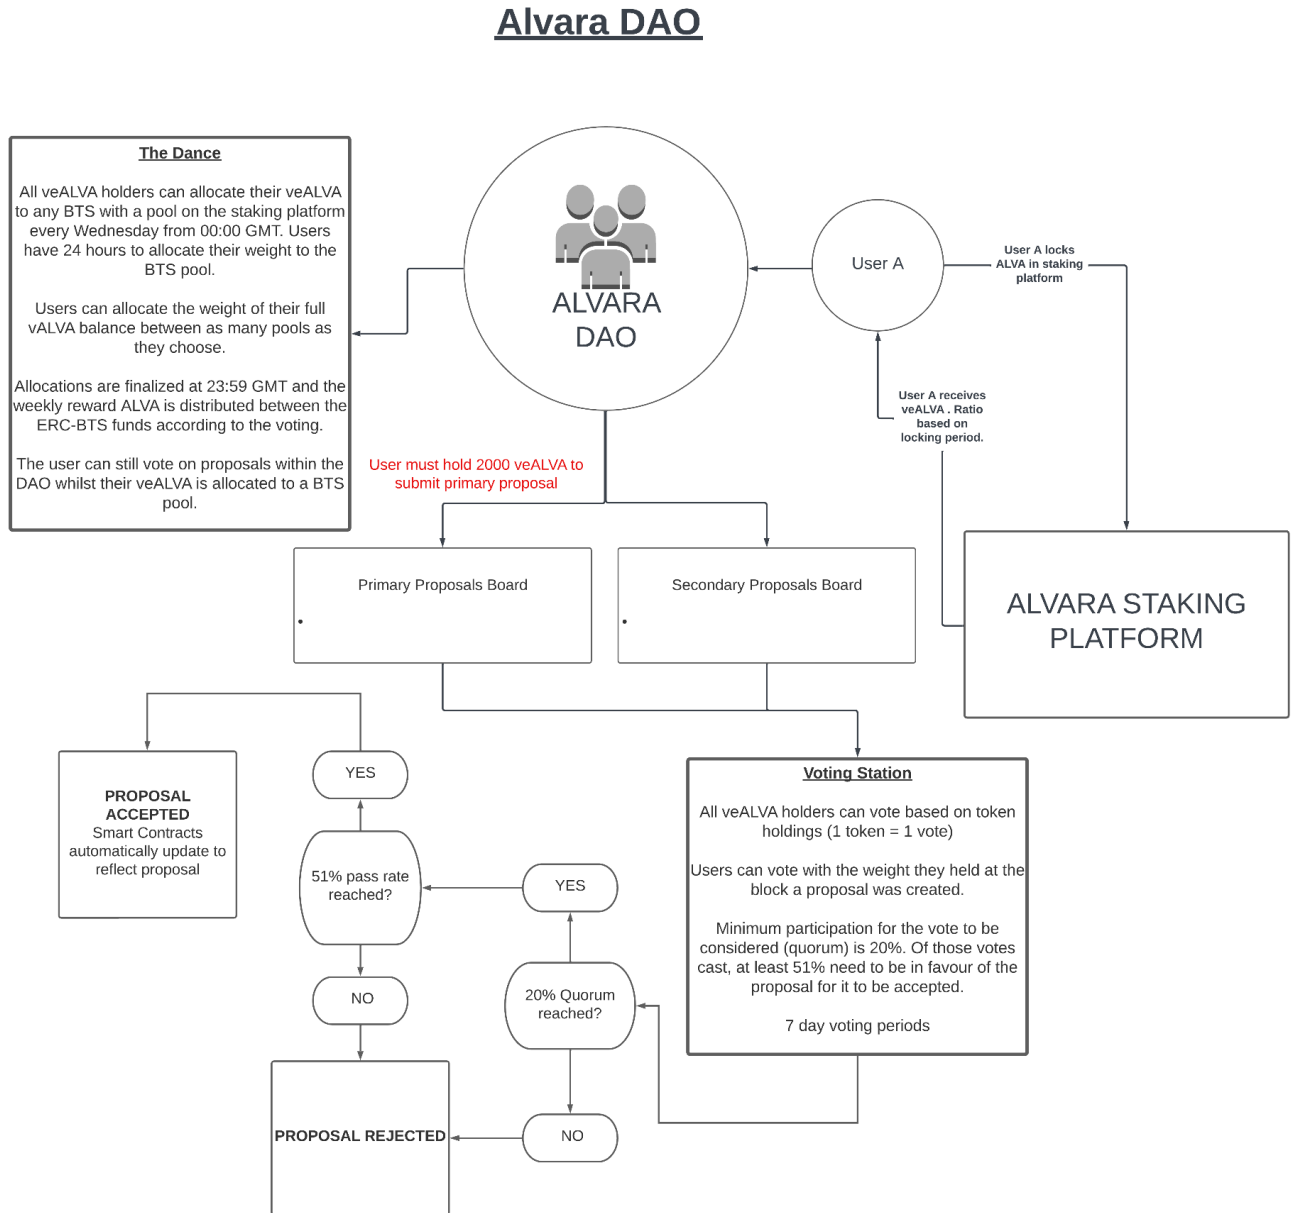 Alvara DAO
The Dance
All veALVA holders can allocate their veALVA
to any BTS with a pool on the staking platform
every Wednesday from 00:00 GMT. Users
have 24 hours to allocate their weight to the
BTS pool.
Users can allocate the weight of their full
vALVA balance between as many pools as
they choose.
Allocations are finalized at 23:59 GMT and the
weekly reward ALVA is distributed between the
ERC-BTS funds according to the voting.
The user can still vote on proposals within the
DAO whilst their veALVA is allocated to a BTS
pool.
ALVARA
DAO
User A
User A locks
ALVA in staking
platform
User A receives
veALVA . Ratio
based on
locking period.
User must hold 2000 veALVA to
submit primary proposal
Primary Proposals Board
•
Secondary Proposals Board
•
ALVARA STAKING
PLATFORM
Voting Station
All veALVA holders can vote based on token
holdings (1 token = 1 vote)
Users can vote with the weight they held at the
block a proposal was created.
Minimum participation for the vote to be
considered (quorum) is 20%. Of those votes
cast, at least 51% need to be in favour of the
proposal for it to be accepted.
7 day voting periods
20% Quorum
reached?
YES
NO
51% pass rate
reached?
YES
NO
PROPOSAL
ACCEPTED
Smart Contracts
automatically update to
reflect proposal
PROPOSAL REJECTED